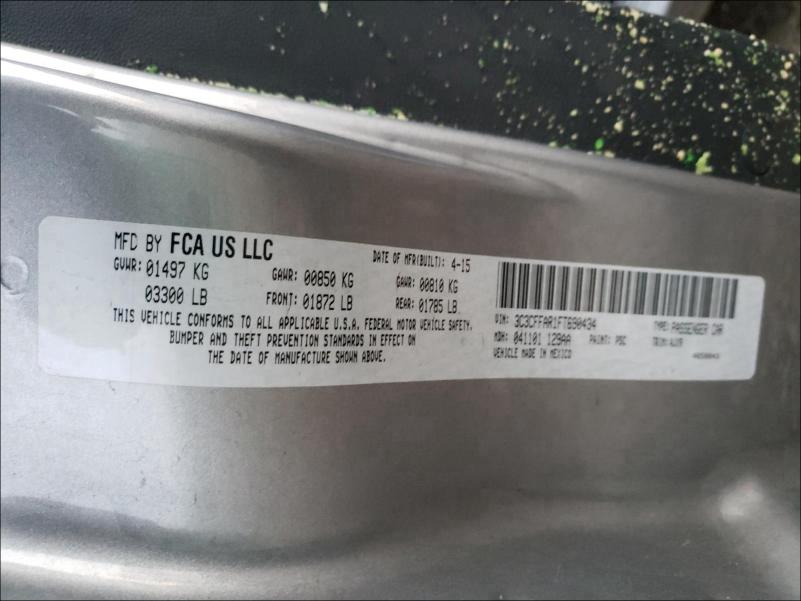 MFD BY FCA US LLC
DATE OF MFR(BUILT): 4-15
GVWR: 01497 KG
GAWR: 00850 KG
GAWR: 00810 KG
03300 LB
FRONT: 01872 LB
REAR: 01785 LB
THIS VEHICLE CONFORMS TO ALL APPLICABLE U.S.A. FEDERAL MOTOR VEHICLE SAFETY.
BUMPER AND THEFT PREVENTION STANDARDS IN EFFECT ON
THE DATE OF MANUFACTURE SHOWN ABOVE.
VIN: 3C3CFFAR1FT690434
TYPE: PASSENGER CAR
MDH: 041101 129AA
PAINT: PSC
TRIM:
VEHICLE MADE IN MEXICO